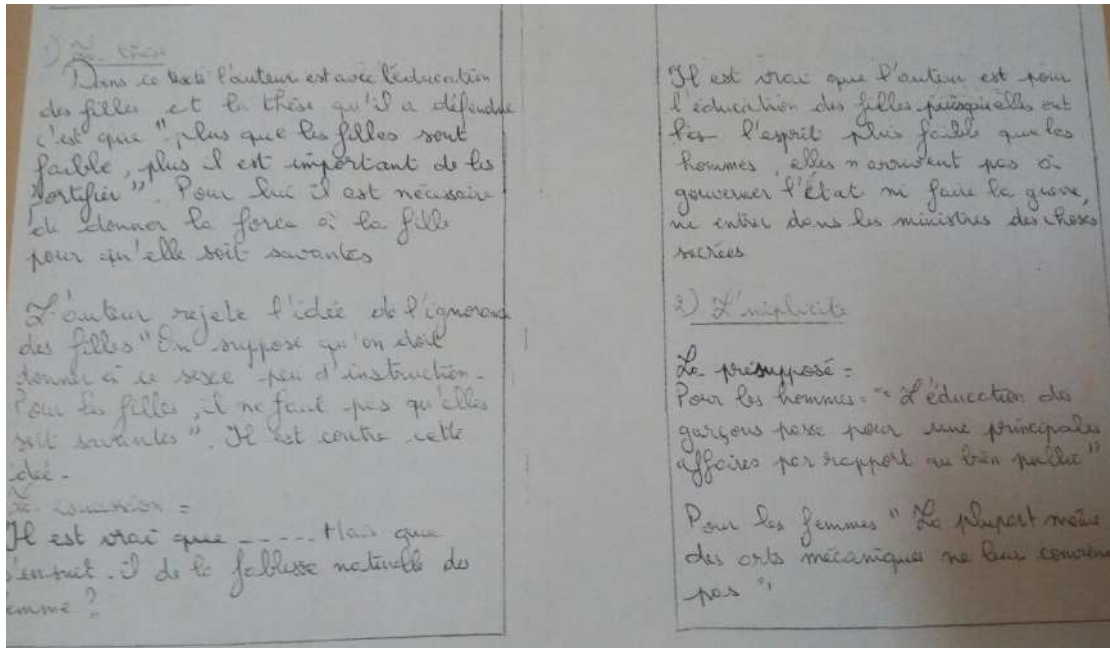 1) La thèse
Dans ce texte l'auteur est avec l'éducation
des filles et la thèse qu'il a défendue
c'est que "plus que les filles sont
faible, plus il est important de les
fortifier". Pour lui il est nécessaire
de donner la force à la fille
pour qu'elle soit savantes
L'auteur rejete l'idée de l'ignorance
des filles "On suppose qu'on doit
donner à ce sexe peu d'instruction.
Pour les filles, il ne faut pas qu'elles
soit savantes". Il est contre cette
idée.
La concession =
Il est vrai que ----- Mais que
s'ensuit-il de la faiblesse naturelle des
femme ?
Il est vrai que l'auteur est pour
l'éducation des filles puisqu'elles ont
l'esprit plus faible que les
hommes, elles n'arrivent pas à
gouverner l'État ni faire la guerre,
ni entrer dans les ministres des choses
sacrées
2) L'implicité
Le présupposé =
Pour les hommes = "L'éducation des
garçons passe pour une principales
affaires par rapport au bien public"
Pour les femmes "La plupart même
des arts mécaniques ne leur convienne
pas"